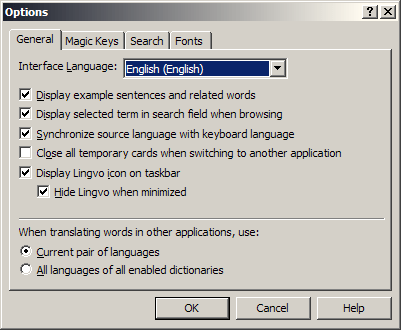 Options
General Magic Keys Search Fonts
Interface Language: English (English)
Display example sentences and related words
Display selected term in search field when browsing
Synchronize source language with keyboard language
Close all temporary cards when switching to another application
Display Lingvo icon on taskbar
Hide Lingvo when minimized
When translating words in other applications, use:
Current pair of languages
All languages of all enabled dictionaries
OK Cancel Help